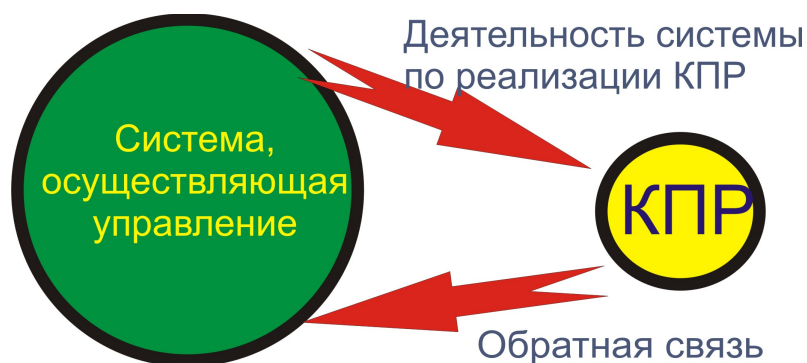 Деятельность системы
по реализации КПР
Система,
осуществляющая
управление
КПР
Обратная связь